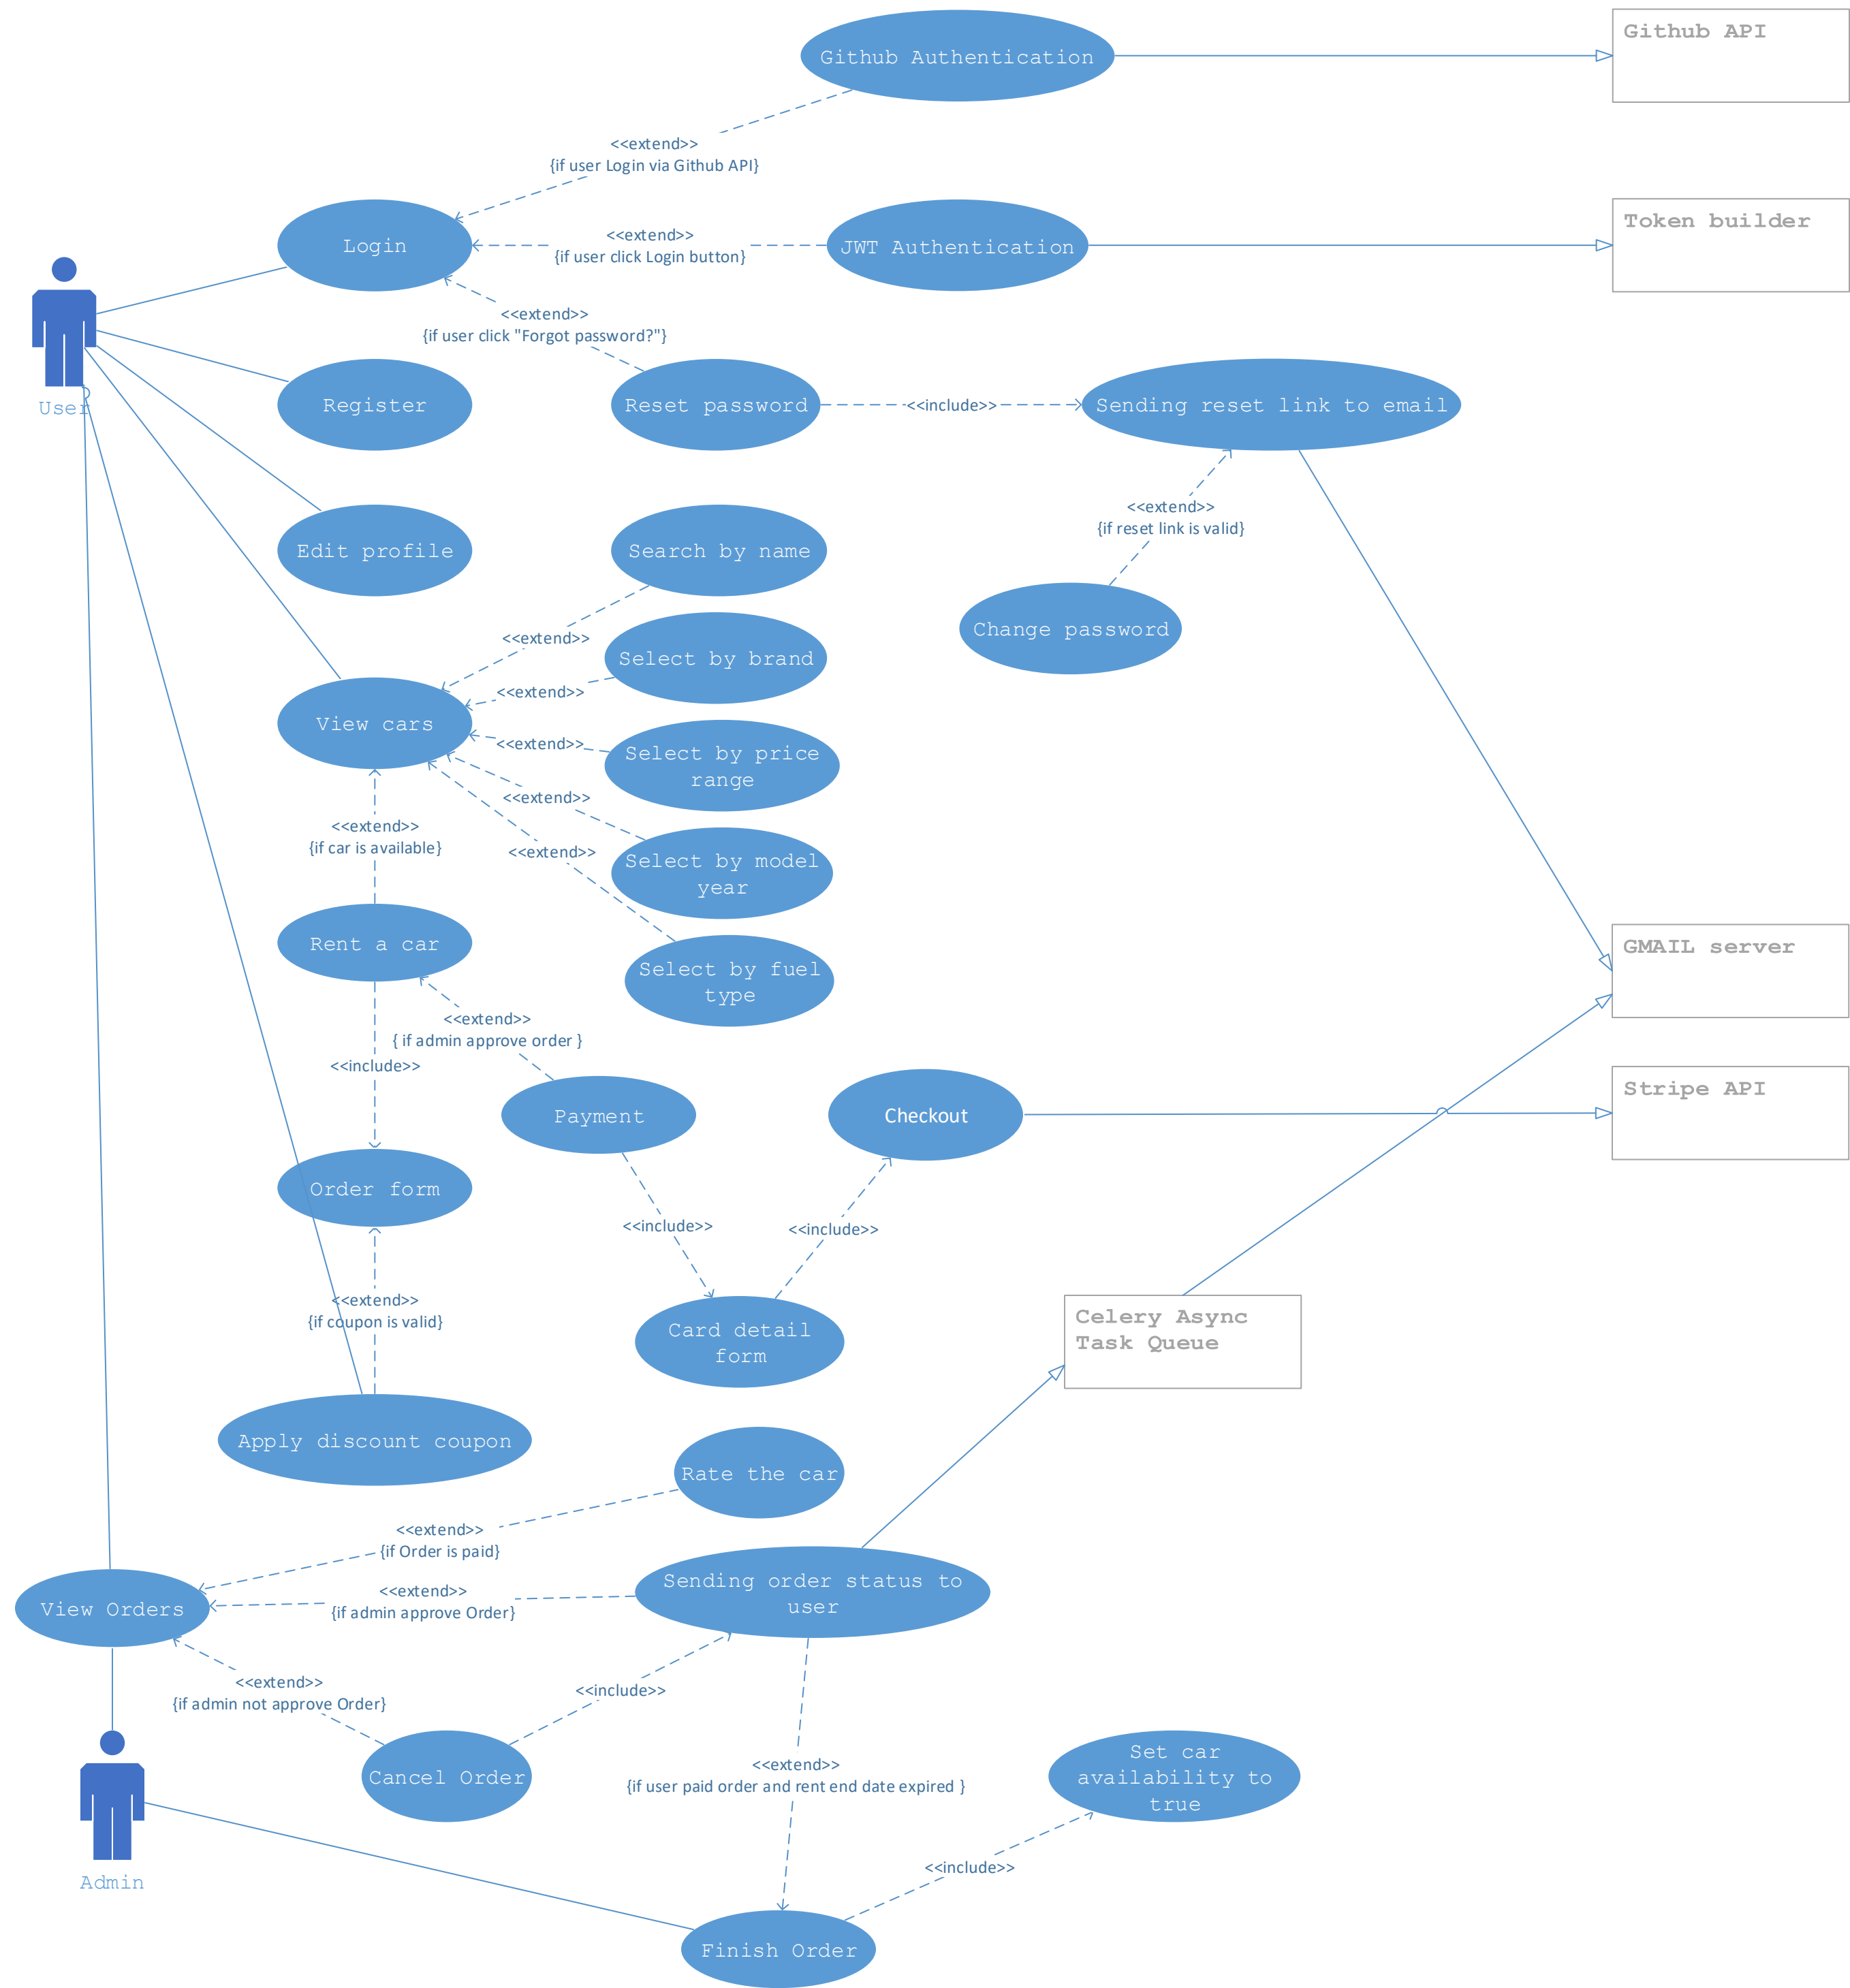 Github API
Github Authentication
<<extend>>
{if user Login via Github API}
Token builder
Login
<<extend>>
{if user click Login button}
JWT Authentication
<<extend>>
{if user click "Forgot password?"}
User
Register
Reset password
<<include>>
Sending reset link to email
<<extend>>
{if reset link is valid}
Edit profile
Search by name
<<extend>>
Change password
Select by brand
<<extend>>
View cars
<<extend>>
Select by price
range
<<extend>>
<<extend>>
{if car is available}
<<extend>>
Select by model
year
Rent a car
GMAIL server
Select by fuel
type
<<extend>>
{ if admin approve order }
<<include>>
Stripe API
Payment
Checkout
Order form
<<include>>
<<include>>
<<extend>>
{if coupon is valid}
Card detail
form
Celery Async
Task Queue
Apply discount coupon
Rate the car
<<extend>>
{if Order is paid}
View Orders
<<extend>>
{if admin approve Order}
Sending order status to
user
<<extend>>
{if admin not approve Order}
<<include>>
Cancel Order
<<extend>>
{if user paid order and rent end date expired }
Set car
availability to
true
Admin
<<include>>
Finish Order